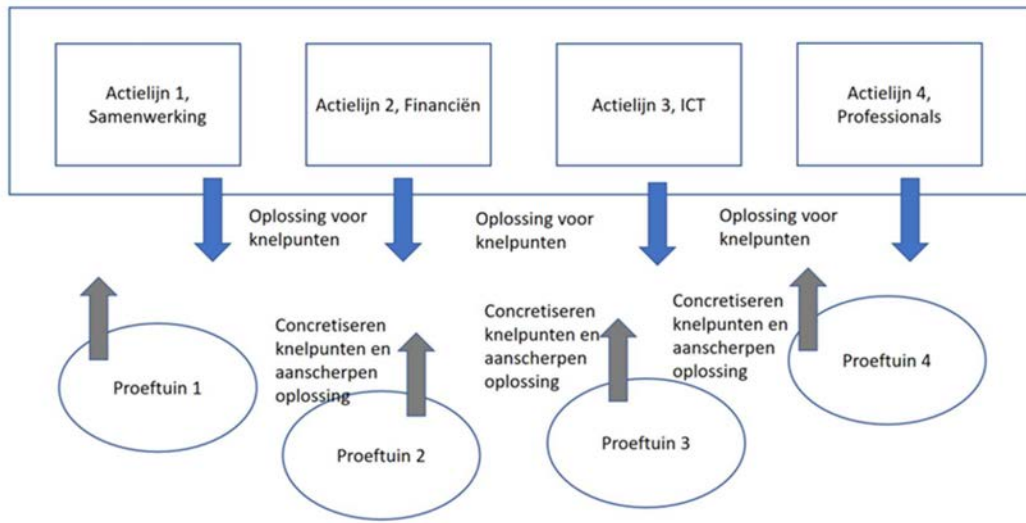 Actielijn 1,
Samenwerking
Actielijn 2, Financiën
Actielijn 3, ICT
Actielijn 4,
Professionals
Oplossing voor
knelpunten
Oplossing voor
knelpunten
Oplossing voor
knelpunten
Concretiseren
knelpunten en
aanscherpen
oplossing
Concretiseren
knelpunten en
aanscherpen
oplossing
Concretiseren
knelpunten en
aanscherpen
oplossing
Proeftuin 1
Proeftuin 2
Proeftuin 3
Proeftuin 4